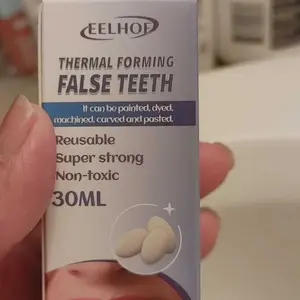 EELHOF
THERMAL FORMING
FALSE TEETH
It can be painted, dyed,
machined, carved and pasted.
Reusable
Super strong
Non-toxic
30ML